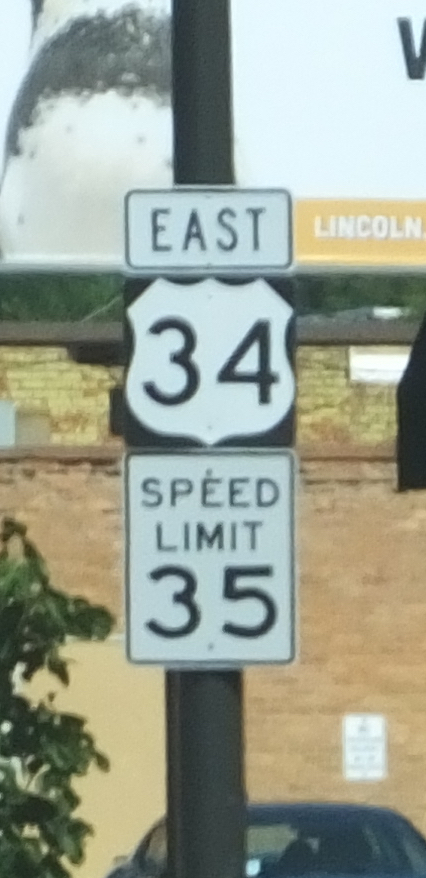 W
EAST
LINCOLN.
34
SPEED
LIMIT
35